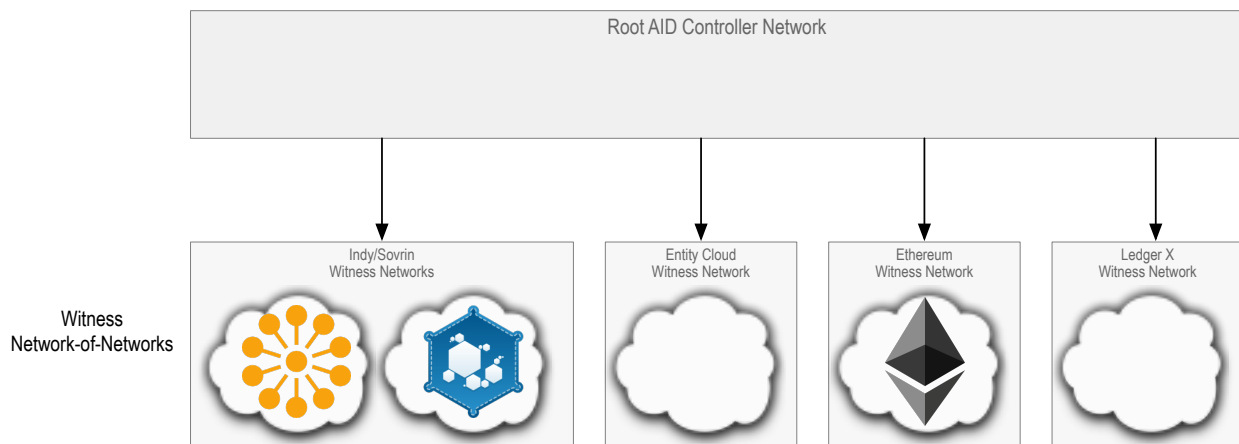 Root AID Controller Network
Indy/Sovrin
Witness Networks
Entity Cloud
Witness Network
Ethereum
Witness Network
Ledger X
Witness Network
Witness
Network-of-Networks